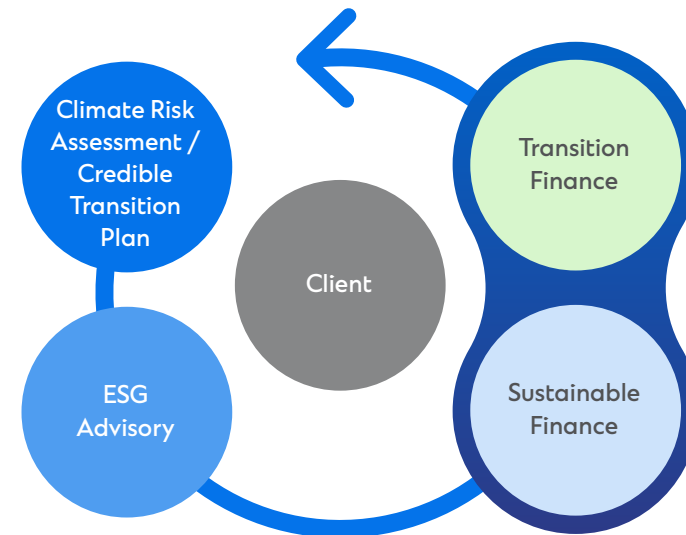 Climate Risk
Assessment /
Credible
Transition
Plan
Transition
Finance
Client
ESG
Advisory
Sustainable
Finance